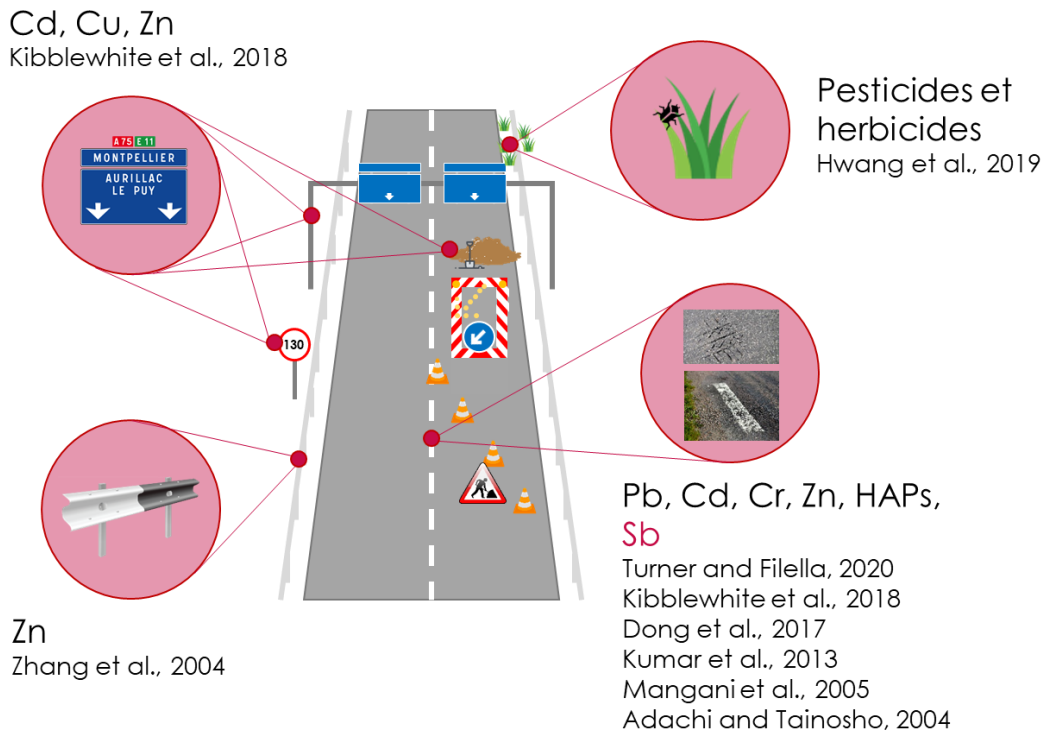 Cd, Cu, Zn
Kibblewhite et al., 2018
A75 E11
MONTPELLIER
AURILLAC
LE PUY
Pesticides et
herbicides
Hwang et al., 2019
130
Zn
Zhang et al., 2004
Pb, Cd, Cr, Zn, HAPs,
Sb
Turner and Filella, 2020
Kibblewhite et al., 2018
Dong et al., 2017
Kumar et al., 2013
Mangani et al., 2005
Adachi and Tainosho, 2004